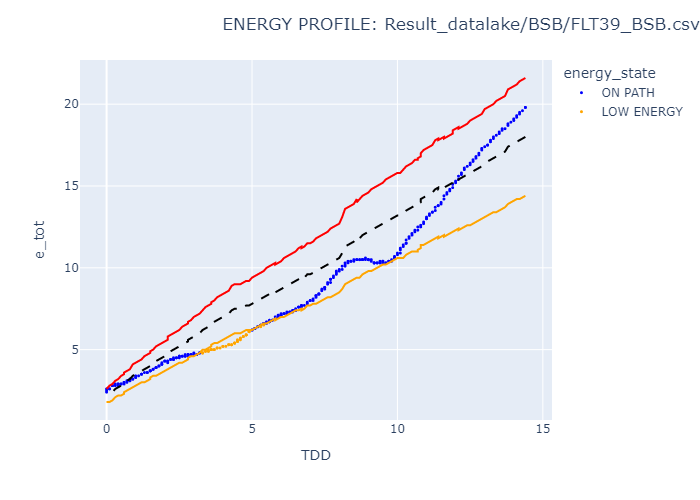 ENERGY PROFILE: Result_datalake/BSB/FLT39_BSB.csv
energy_state
ON PATH
LOW ENERGY
e_tot
20
15
10
5
0
5
10
15
TDD